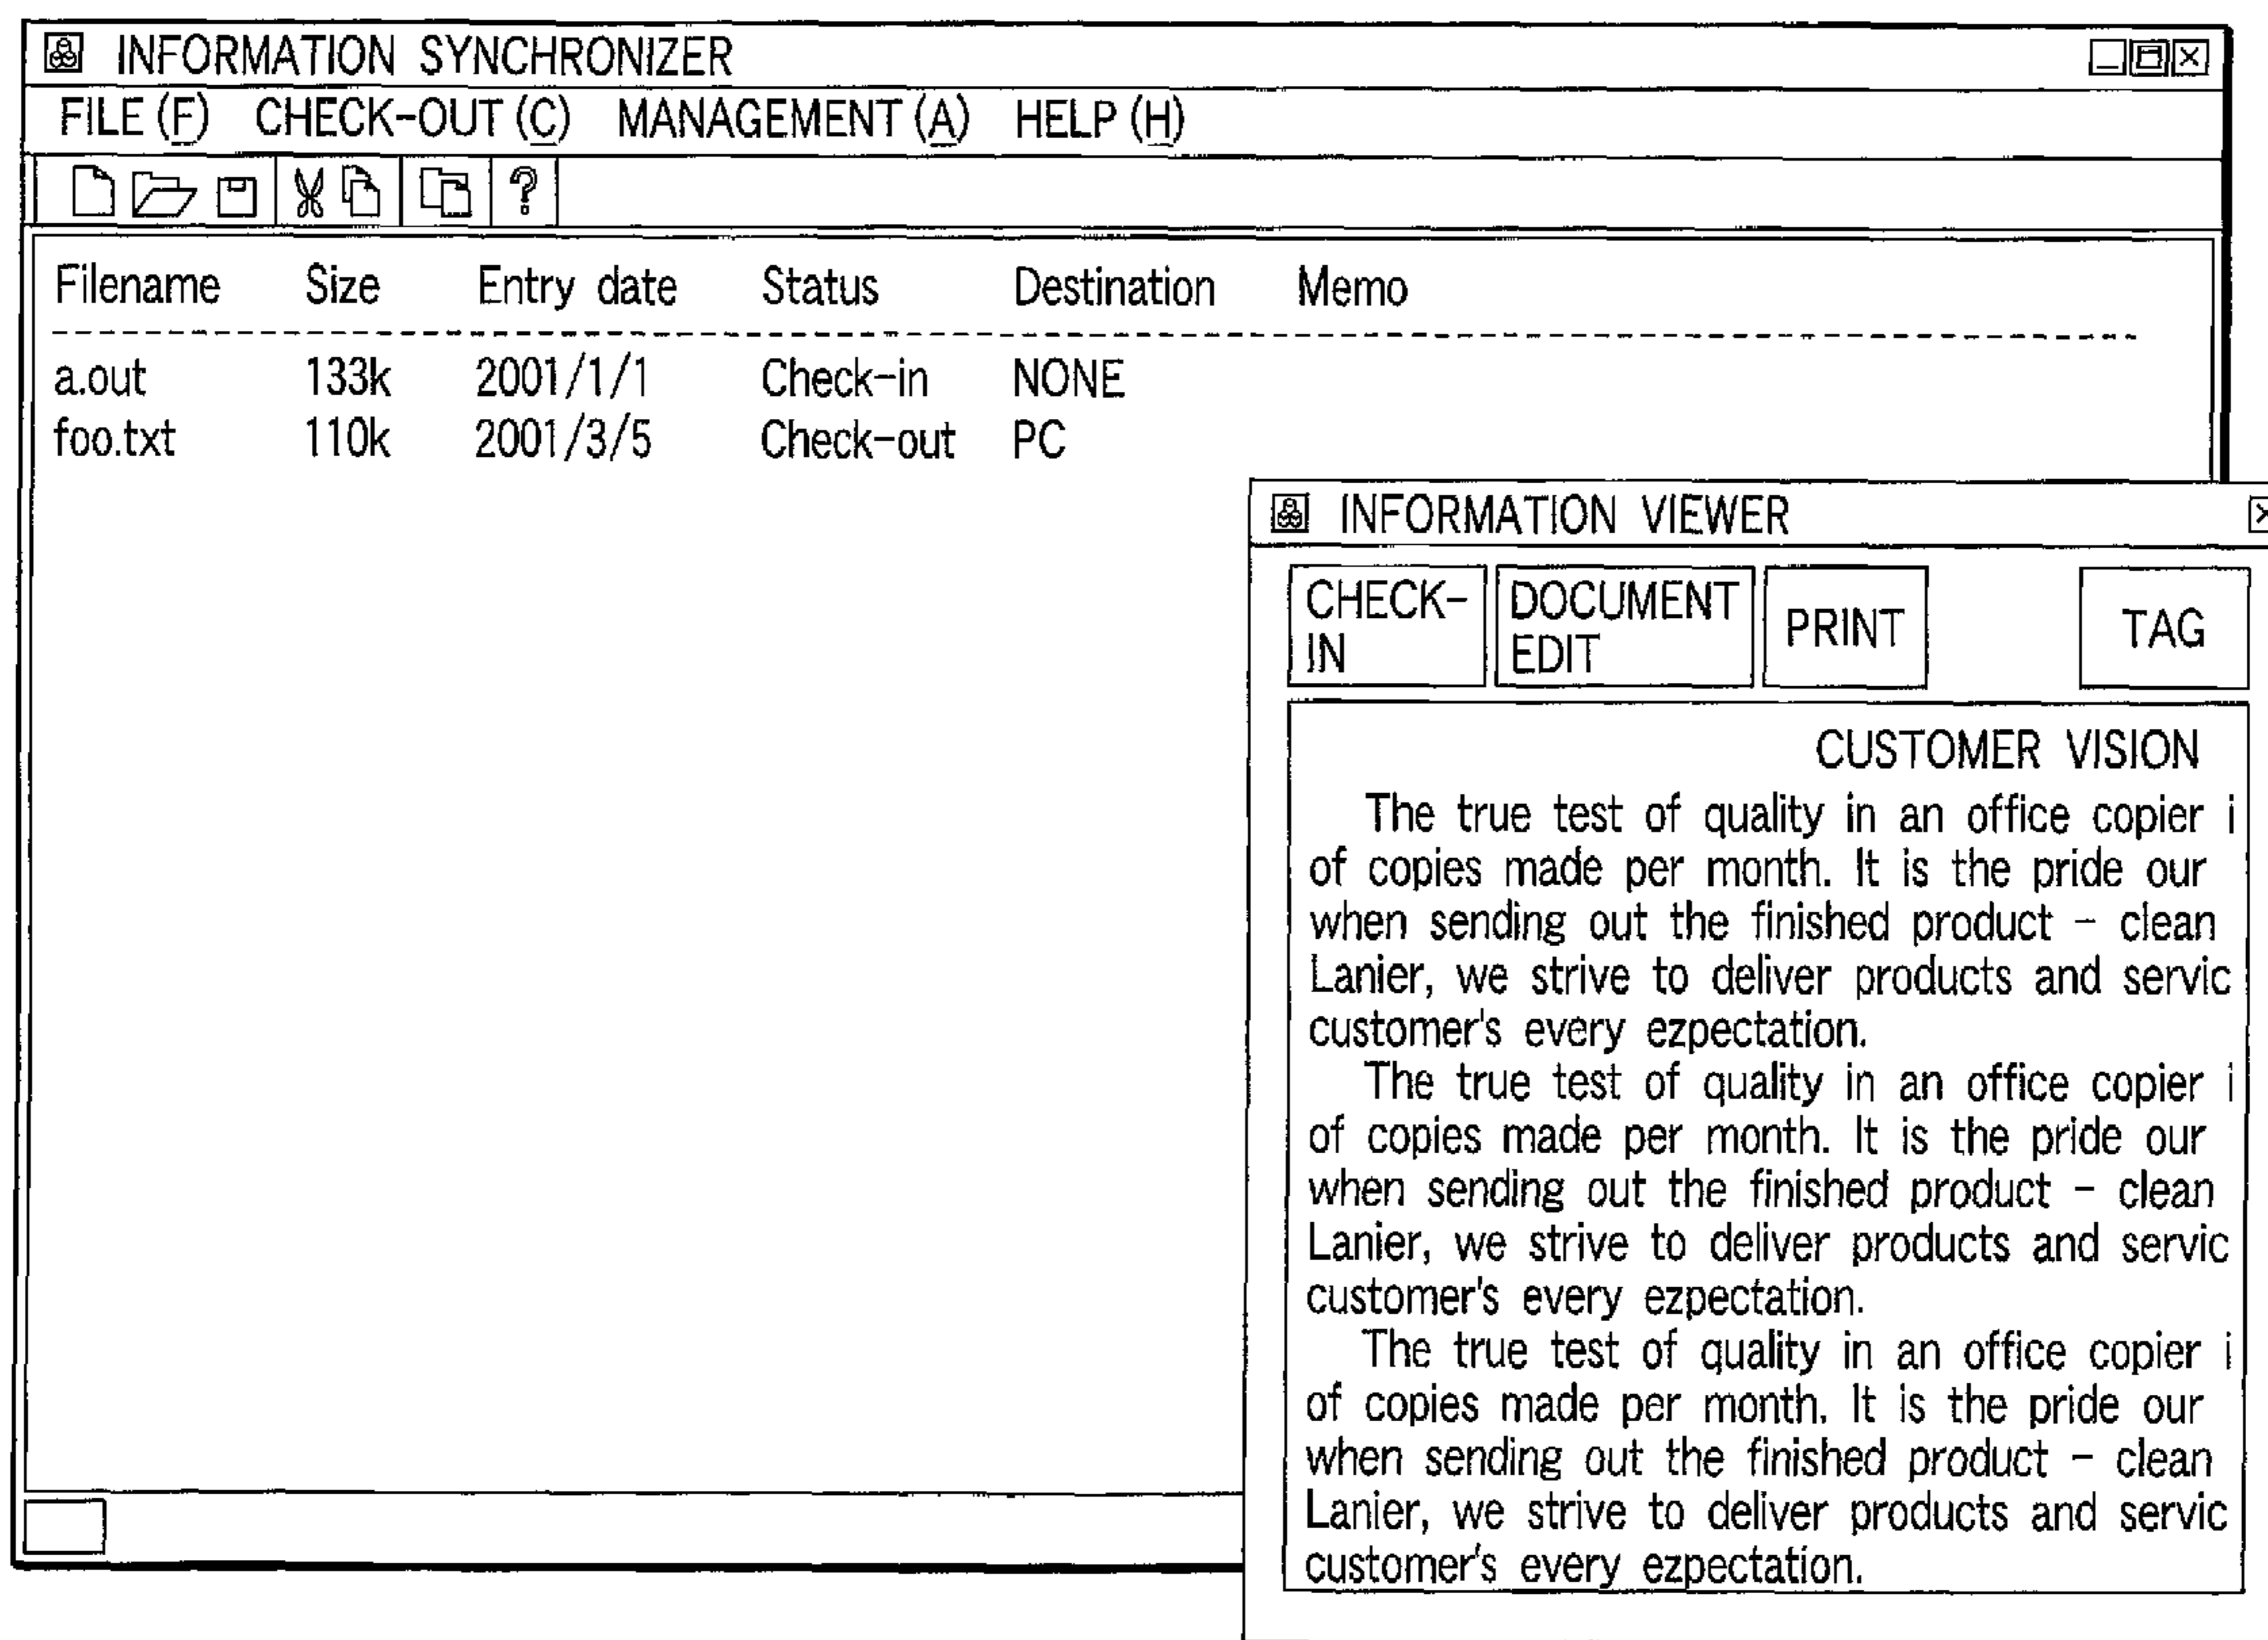 INFORMATION SYNCHRONIZER
FILE (F) CHECK-OUT (C) MANAGEMENT (A) HELP (H)
?
Filename Size Entry date Status Destination Memo
a.out 133k 2001/1/1 Check-in NONE
foo.txt 110k 2001/3/5 Check-out PC
INFORMATION VIEWER
CHECK-
IN
DOCUMENT
EDIT
PRINT
TAG
CUSTOMER VISION
The true test of quality in an office copier i
of copies made per month. It is the pride our
when sending out the finished product - clean
Lanier, we strive to deliver products and servic
customer's every ezpectation.
The true test of quality in an office copier i
of copies made per month. It is the pride our
when sending out the finished product - clean
Lanier, we strive to deliver products and servic
customer's every ezpectation.
The true test of quality in an office copier i
of copies made per month. It is the pride our
when sending out the finished product - clean
Lanier, we strive to deliver products and servic
customer's every ezpectation.